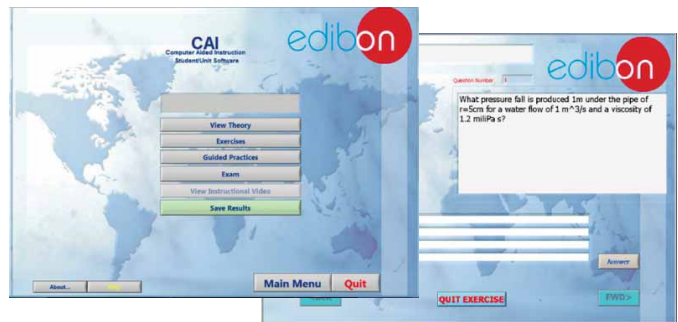 CAI
Computer Aided Instruction
Student/Unit Software
edibon
View Theory
Exercises
Guided Practices
Exam
View Instructional Video
Save Results
About...
Main Menu
Quit
edibon
Question Number
1
What pressure fall is produced 1m under the pipe of
r=5cm for a water flow of 1 m^3/s and a viscosity of
1.2 miliPa s?
Answer
QUIT EXERCISE
FWD>